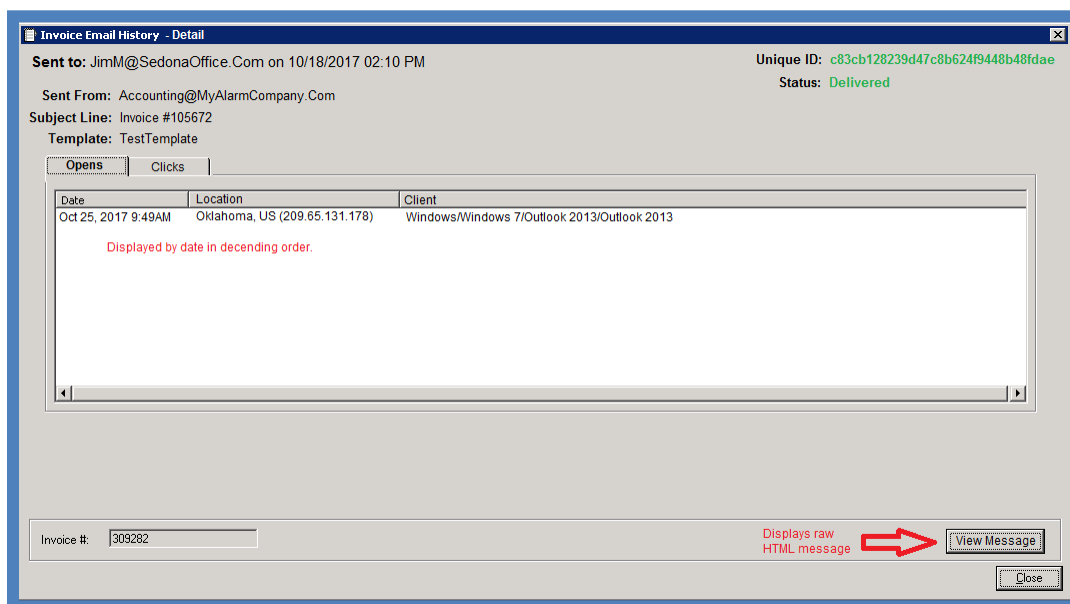 Invoice Email History - Detail
Sent to: JimM@SedonaOffice.Com on 10/18/2017 02:10 PM
Unique ID: c83cb128239d47c8b624f9448b48fdae
Status: Delivered
Sent From: Accounting@MyAlarmCompany.Com
Subject Line: Invoice #105672
Template: TestTemplate
Opens Clicks
Date Location Client
Oct 25, 2017 9:49AM Oklahoma, US (209.65.131.178) Windows/Windows 7/Outlook 2013/Outlook 2013
Displayed by date in decending order.
Invoice #: 309282
Displays raw
HTML message
View Message
Close